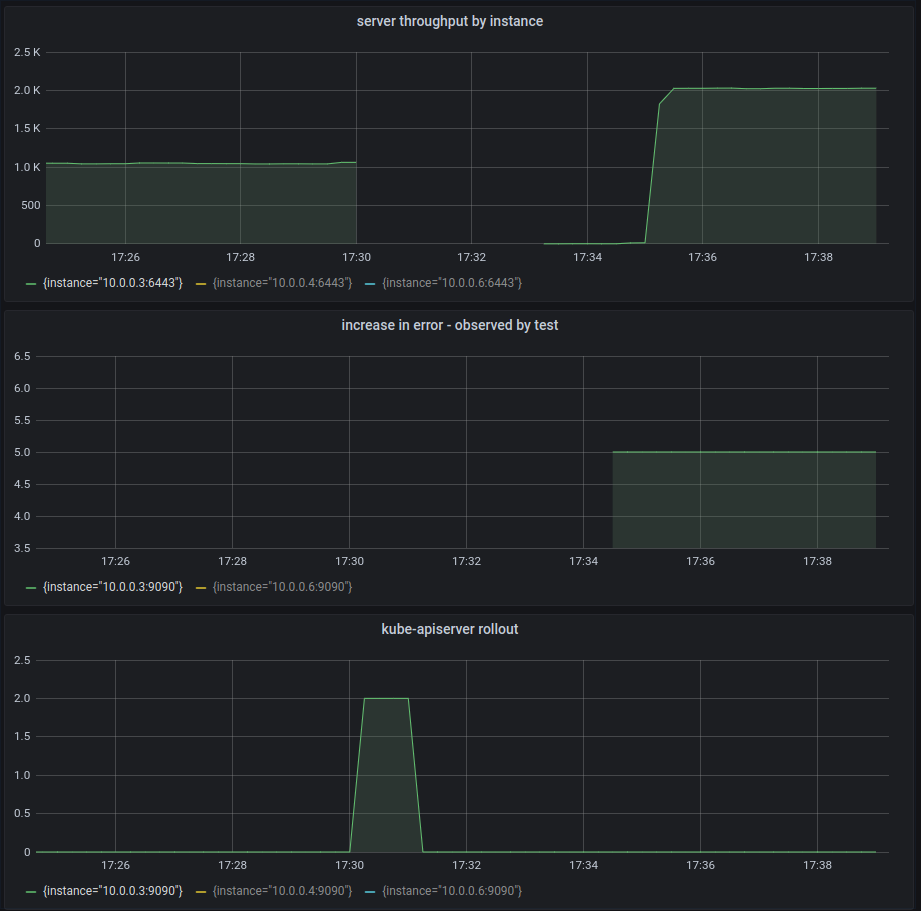 server throughput by instance
2.5 K
2.0 K
1.5 K
1.0 K
500
0
17:26 17:28 17:30 17:32 17:34 17:36 17:38
{instance="10.0.0.3:6443"} {instance="10.0.0.4:6443"} {instance="10.0.0.6:6443"}
increase in error - observed by test
6.5
6.0
5.5
5.0
4.5
4.0
3.5
17:26 17:28 17:30 17:32 17:34 17:36 17:38
{instance="10.0.0.3:9090"} {instance="10.0.0.6:9090"}
kube-apiserver rollout
2.5
2.0
1.5
1.0
0.5
0
17:26 17:28 17:30 17:32 17:34 17:36 17:38
{instance="10.0.0.3:9090"} {instance="10.0.0.4:9090"} {instance="10.0.0.6:9090"}